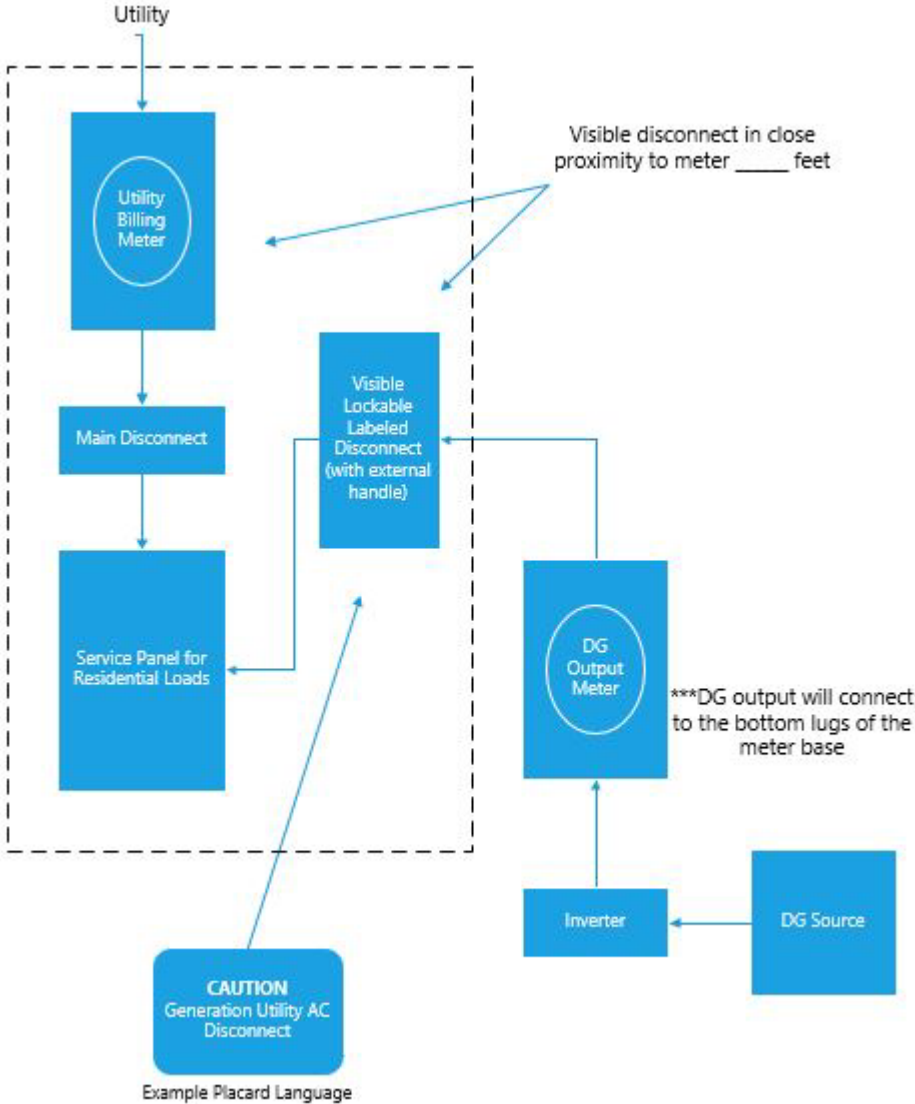 Utility
Utility
Billing
Meter
Visible disconnect in close
proximity to meter _____ feet
Main Disconnect
Visible
Lockable
Labeled
Disconnect
(with external
handle)
Service Panel for
Residential Loads
DG
Output
Meter
***DG output will connect
to the bottom lugs of the
meter base
Inverter
DG Source
CAUTION
Generation Utility AC
Disconnect
Example Placard Language